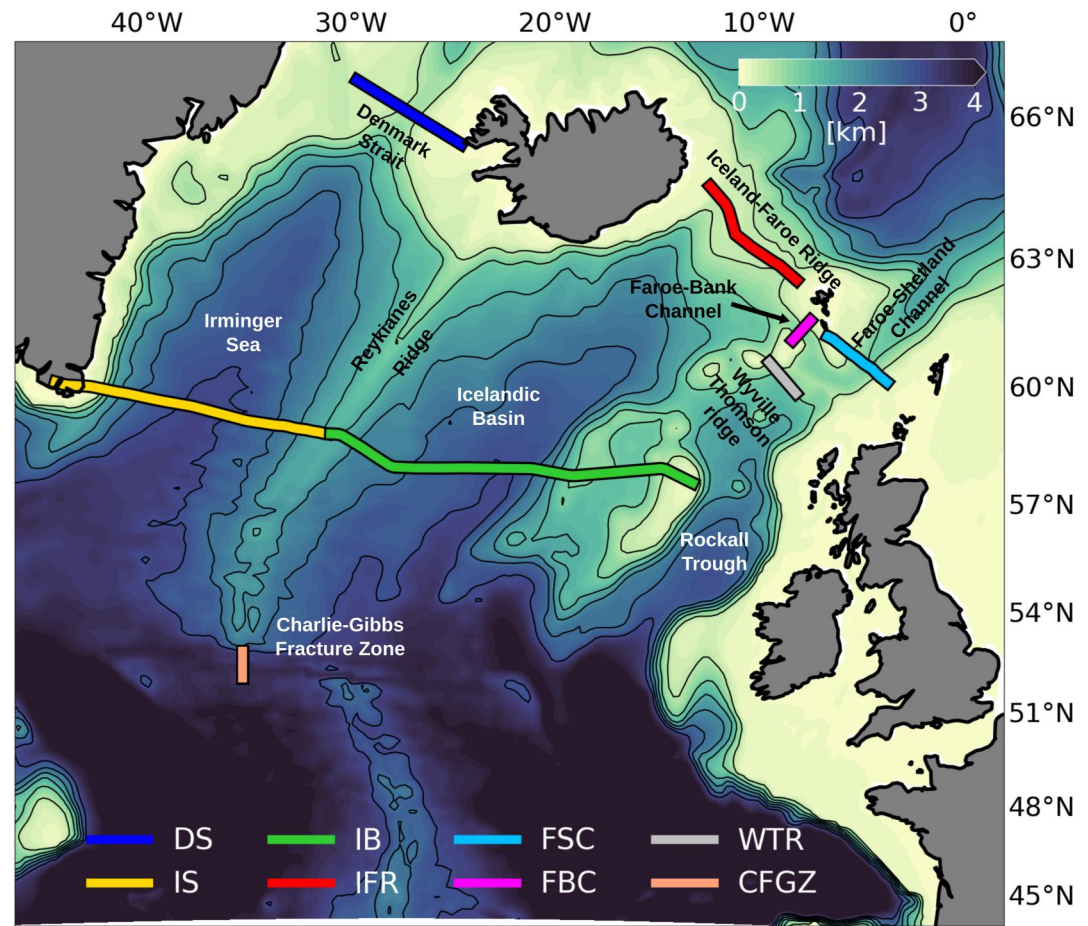 40°W 30°W 20°W 10°W 0°
0 1 2 3 4
[km]
66°N
63°N
60°N
57°N
54°N
51°N
48°N
45°N
Denmark
Strait
Iceland-Faroe Ridge
Faroe-Bank
Channel
Faroe-Shetland
Channel
Irminger
Sea
Reykjanes
Ridge
Icelandic
Basin
Wyville
Thomson
ridge
Rockall
Trough
Charlie-Gibbs
Fracture Zone
DS IB FSC WTR
IS IFR FBC CFGZ